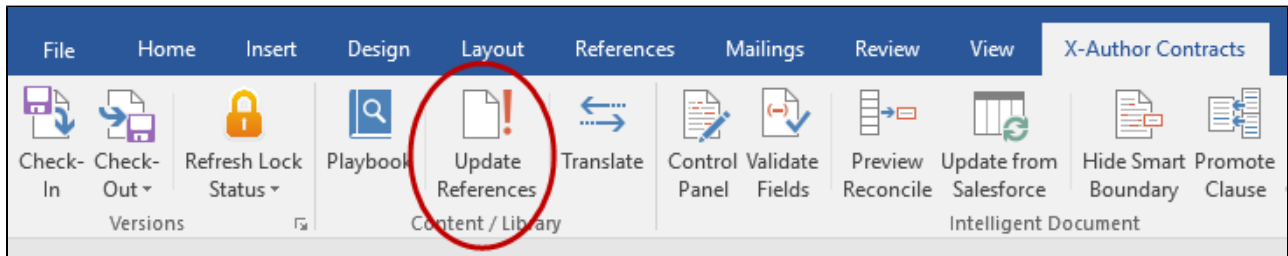 File Home Insert Design Layout References Mailings Review View X-Author Contracts
Check- Check- Refresh Lock Playbook Update Translate Control Validate Preview Update from Hide Smart Promote
In Out Status References Panel Fields Reconcile Salesforce Boundary Clause
Versions Content / Library Intelligent Document